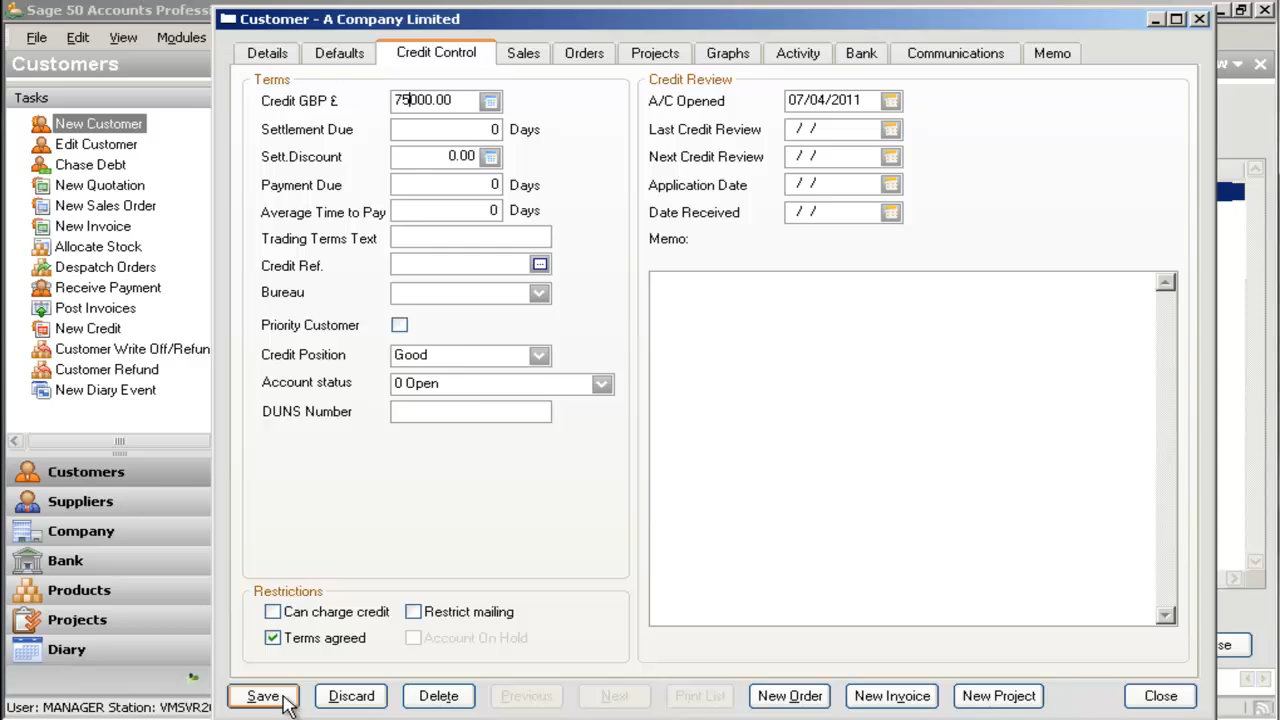 Sage 50 Accounts Profess
File Edit View Modules
Customers
Tasks
New Customer
Edit Customer
Chase Debt
New Quotation
New Sales Order
New Invoice
Allocate Stock
Despatch Orders
Receive Payment
Post Invoices
New Credit
Customer Write Off/Refun
Customer Refund
New Diary Event
Customers
Suppliers
Company
Bank
Products
Projects
Diary
User: MANAGER Station: VMSVR20
Customer - A Company Limited
Details Defaults Credit Control Sales Orders Projects Graphs Activity Bank Communications Memo
Terms
Credit GBP £ 75000.00
Settlement Due 0 Days
Sett.Discount 0.00
Payment Due 0 Days
Average Time to Pay 0 Days
Trading Terms Text
Credit Ref.
Bureau
Priority Customer
Credit Position Good
Account status 0 Open
DUNS Number
Restrictions
Can charge credit Restrict mailing
Terms agreed Account On Hold
Credit Review
A/C Opened 07/04/2011
Last Credit Review / /
Next Credit Review / /
Application Date / /
Date Received / /
Memo:
Save Discard Delete Previous Next Print List New Order New Invoice New Project Close
w
se